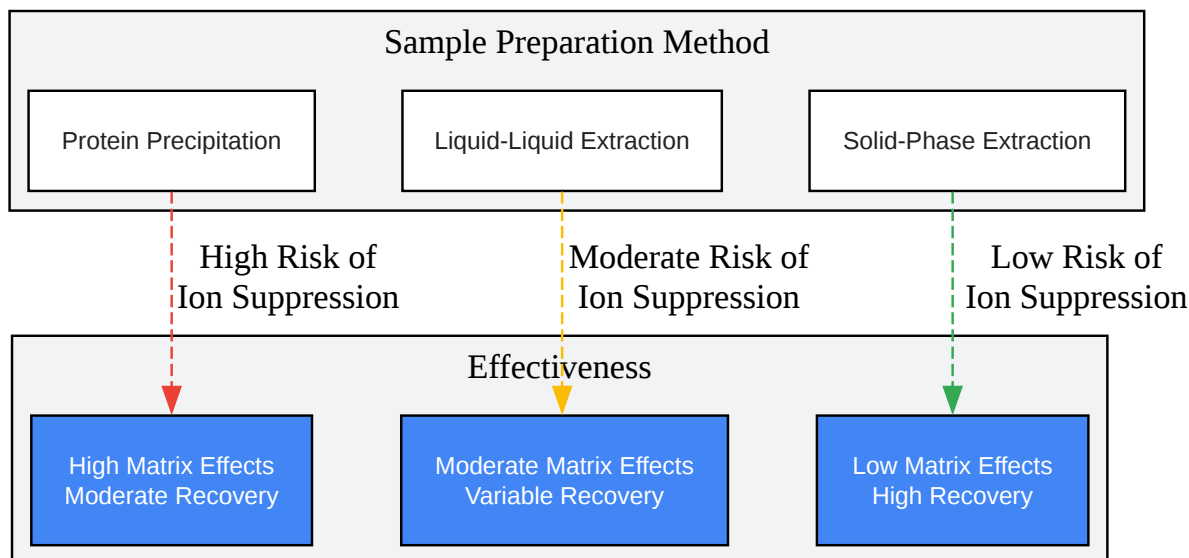 Sample Preparation Method
Protein Precipitation
Liquid-Liquid Extraction
Solid-Phase Extraction
High Risk of
Ion Suppression
Moderate Risk of
Ion Suppression
Low Risk of
Ion Suppression
Effectiveness
High Matrix Effects
Moderate Recovery
Moderate Matrix Effects
Variable Recovery
Low Matrix Effects
High Recovery